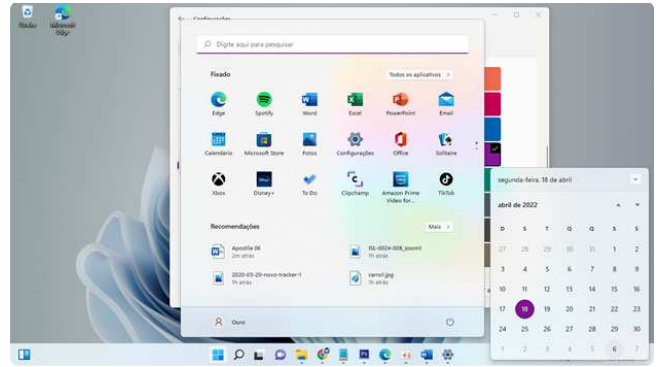 Microsoft
Edge
Configurações
Digite aqui para pesquisar
Fixado
Todos os aplicativos >
Edge
Spotify
Word
Excel
PowerPoint
Email
Calendário
Microsoft Store
Fotos
Configurações
Office
Solitaire
Xbox
Disney+
To Do
Clipchamp
Amazon Prime
Video for...
TikTok
Recomendações
Mais >
Apostile 06
2m atrás
ISL-0024-008_zoom1
1h atrás
2020-03-20-novo-tracker-1
1h atrás
1h atrás
Ouro
segunda-feira, 18 de abril
abril de 2022
D S T Q Q S S
27 28 29 30 31 1 2
3 4 5 6 7 8 9
10 11 12 13 14 15 16
17 18 19 20 21 22 23
24 25 26 27 28 29 30
1 2 3 4 5 6 7